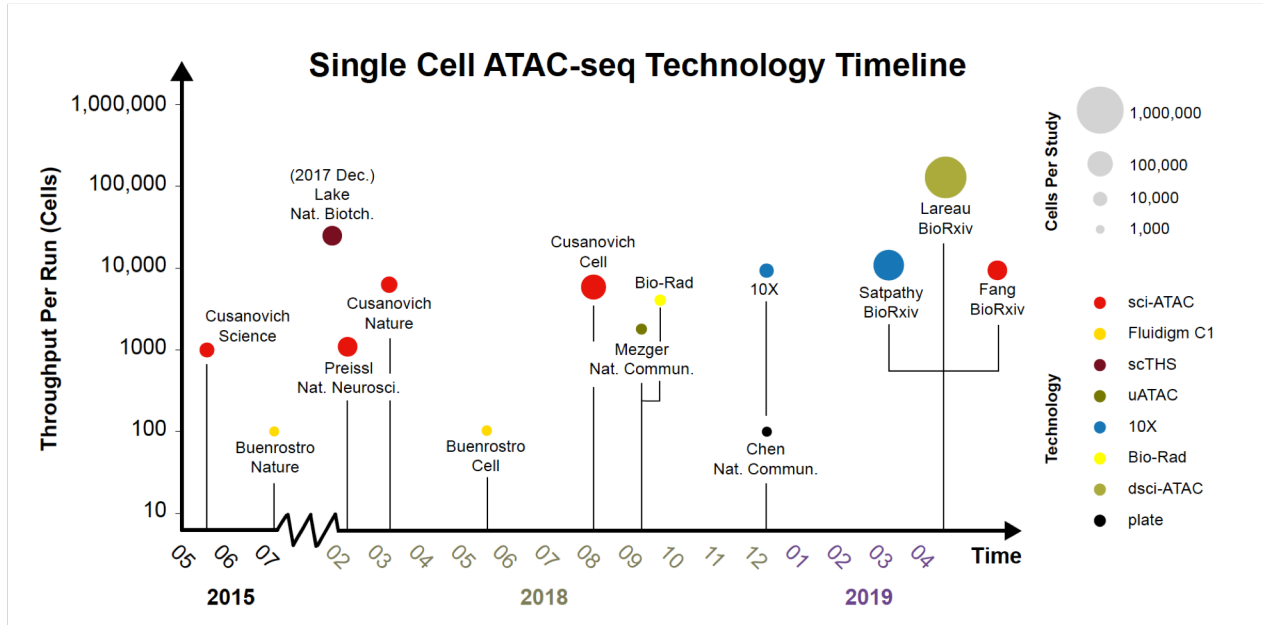 Single Cell ATAC-seq Technology Timeline
Throughput Per Run (Cells)
1,000,000
100,000
10,000
1000
100
10
Cusanovich
Science
Buenrostro
Nature
(2017 Dec.)
Lake
Nat. Biotch.
Preissl
Nat. Neurosci.
Cusanovich
Nature
Buenrostro
Cell
Cusanovich
Cell
Bio-Rad
Mezger
Nat. Commun.
10X
Chen
Nat. Commun.
Satpathy
BioRxiv
Lareau
BioRxiv
Fang
BioRxiv
05
06
07
02
03
04
05
06
07
08
09
10
11
12
01
02
03
04
Time
2015
2018
2019
Cells Per Study
1,000,000
100,000
10,000
1,000
Technology
sci-ATAC
Fluidigm C1
scTHS
uATAC
10X
Bio-Rad
dsci-ATAC
plate